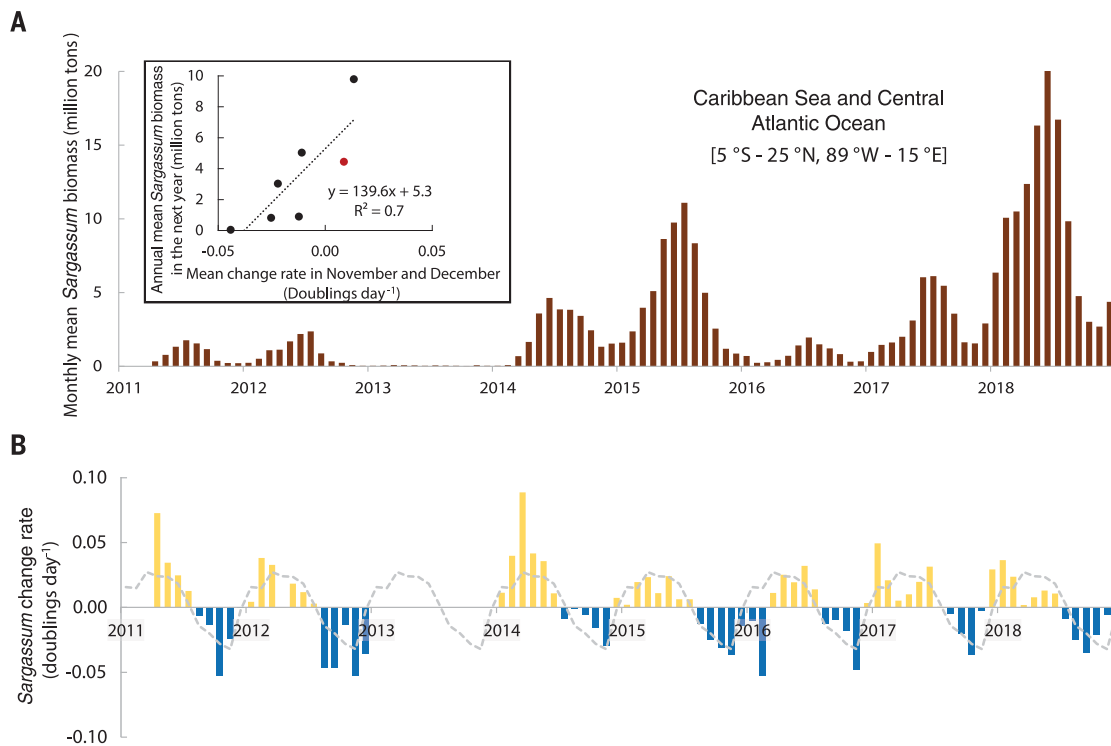 A
Monthly mean Sargassum biomass (million tons)
20
15
10
5
0
2011 2012 2013 2014 2015 2016 2017 2018
Annual mean Sargassum biomass
in the next year (million tons)
10
8
6
4
2
0
-0.05 0.00 0.05
y = 139.6x + 5.3
R² = 0.7
Mean change rate in November and December
(Doublings day⁻¹)
Caribbean Sea and Central
Atlantic Ocean
[5 °S - 25 °N, 89 °W - 15 °E]
B
Sargassum change rate
(doublings day⁻¹)
0.10
0.05
0.00
-0.05
-0.10
2011 2012 2013 2014 2015 2016 2017 2018